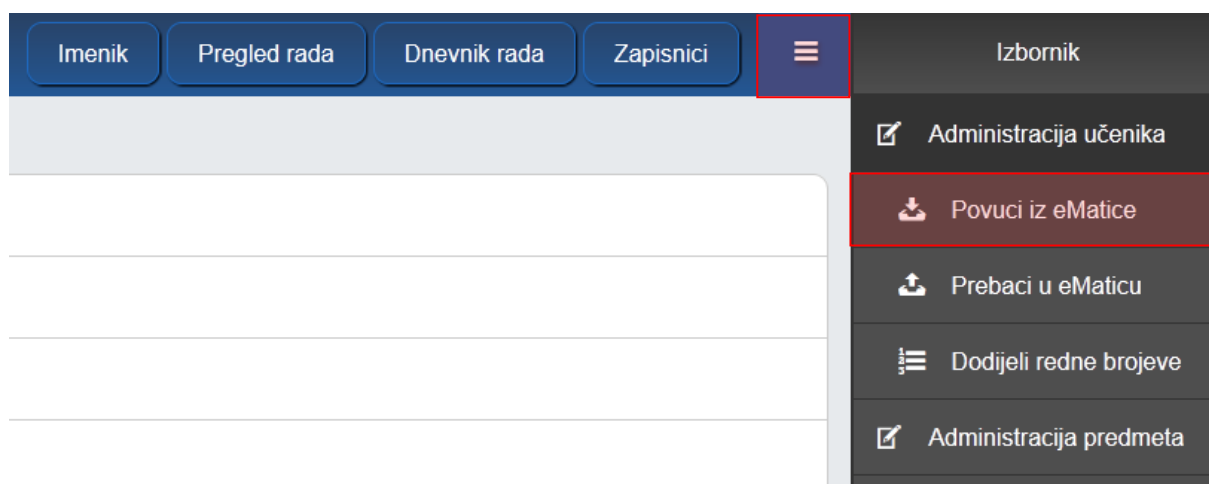 Imenik
Pregled rada
Dnevnik rada
Zapisnici
Izbornik
Administracija učenika
Povuci iz eMatice
Prebaci u eMaticu
Dodijeli redne brojeve
Administracija predmeta